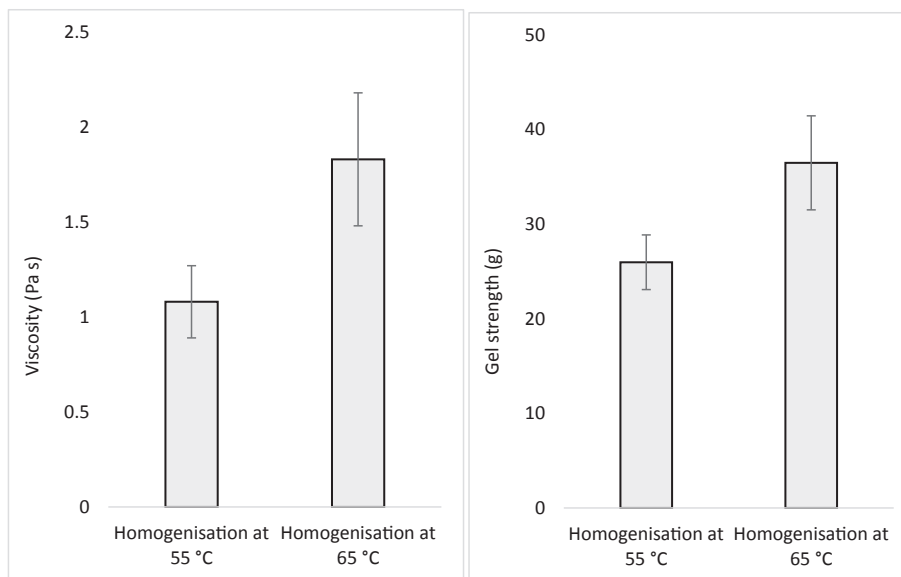 2.5
2
1.5
1
0.5
0
Viscosity (Pa s)
Homogenisation at
55 °C
Homogenisation at
65 °C
50
40
30
20
10
0
Gel strength (g)
Homogenisation at
55 °C
Homogenisation at
65 °C